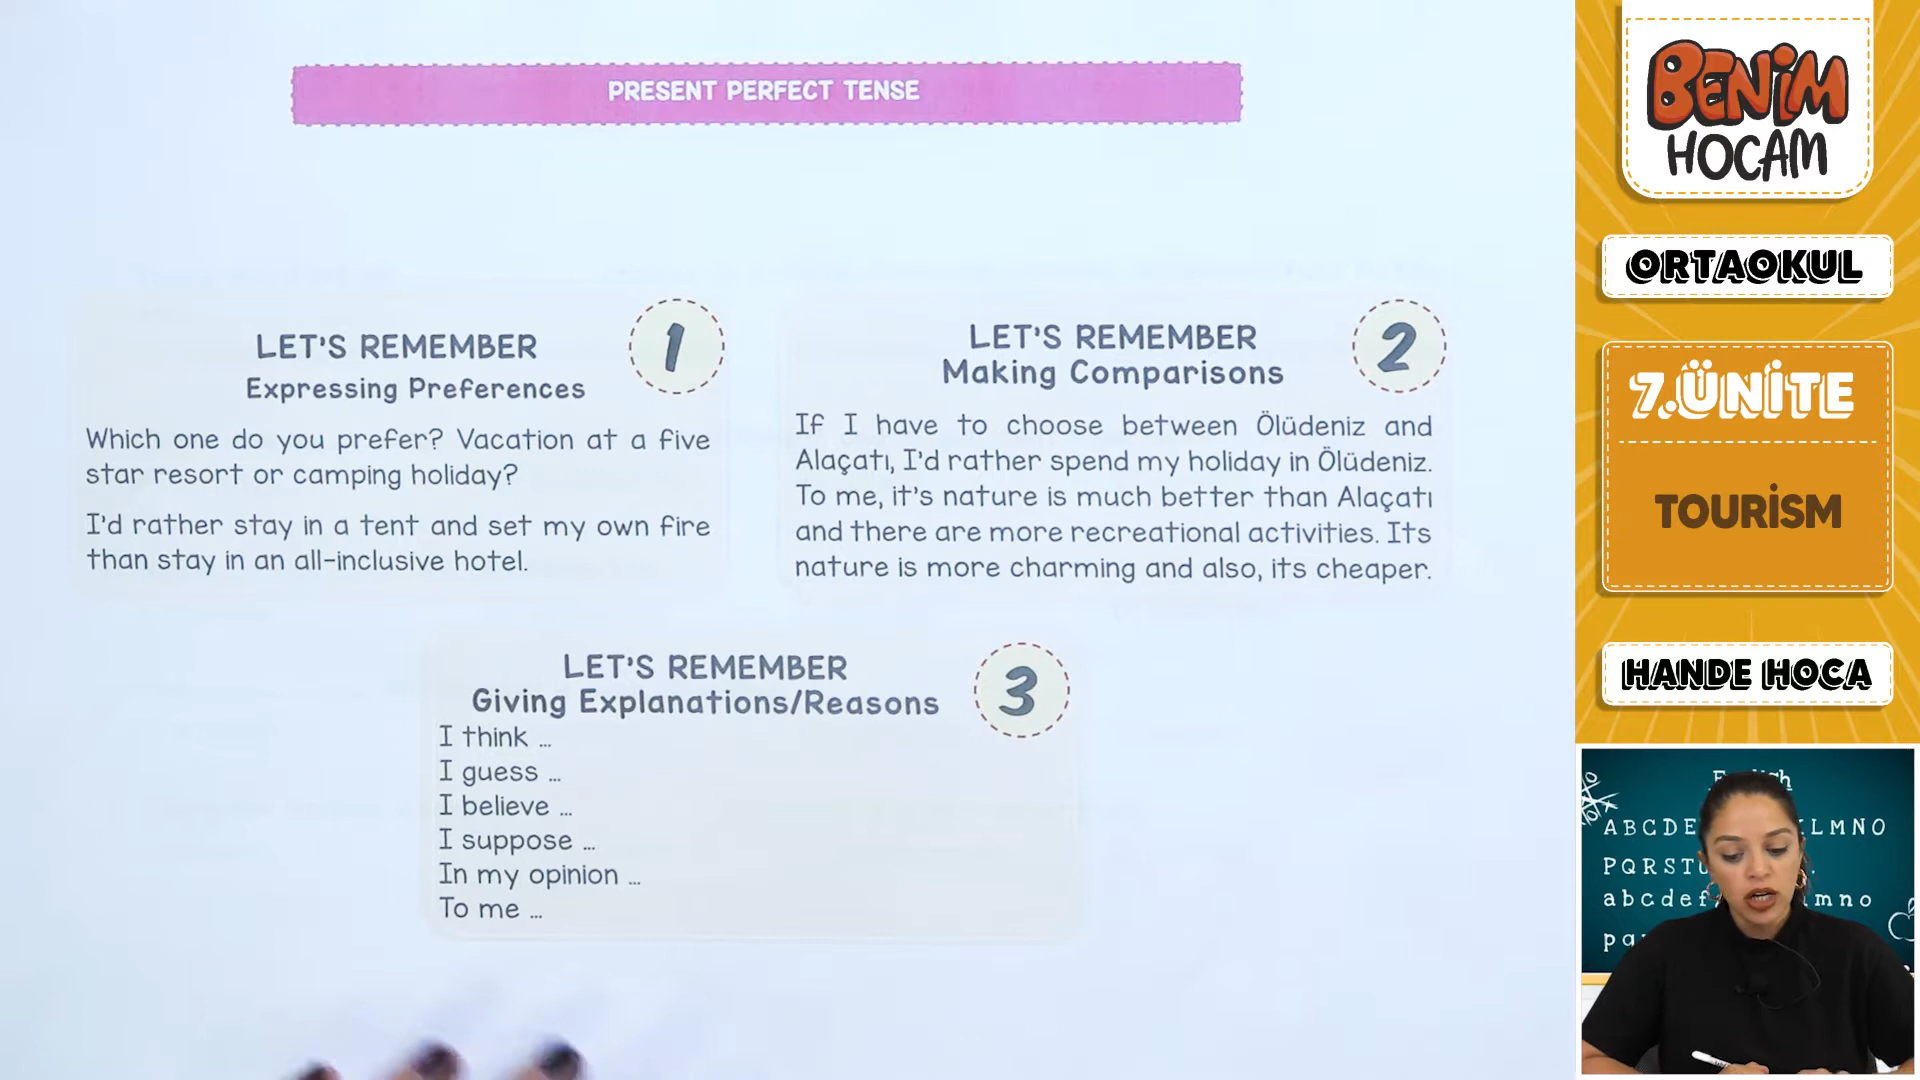 PRESENT PERFECT TENSE
LET'S REMEMBER
Expressing Preferences
1
Which one do you prefer? Vacation at a five
star resort or camping holiday?
I'd rather stay in a tent and set my own fire
than stay in an all-inclusive hotel.
LET'S REMEMBER
Making Comparisons
2
If I have to choose between Ölüdeniz and
Alaçatı, I'd rather spend my holiday in Ölüdeniz.
To me, it's nature is much better than Alaçatı
and there are more recreational activities. Its
nature is more charming and also, its cheaper.
LET'S REMEMBER
Giving Explanations/Reasons
3
I think ...
I guess ...
I believe ...
I suppose ...
In my opinion ...
To me ...
BENİM
HOCAM
ORTAOKUL
7.ÜNİTE
TOURİSM
HANDE HOCA
ABCDE LMNO
PQRST
abcdef mno